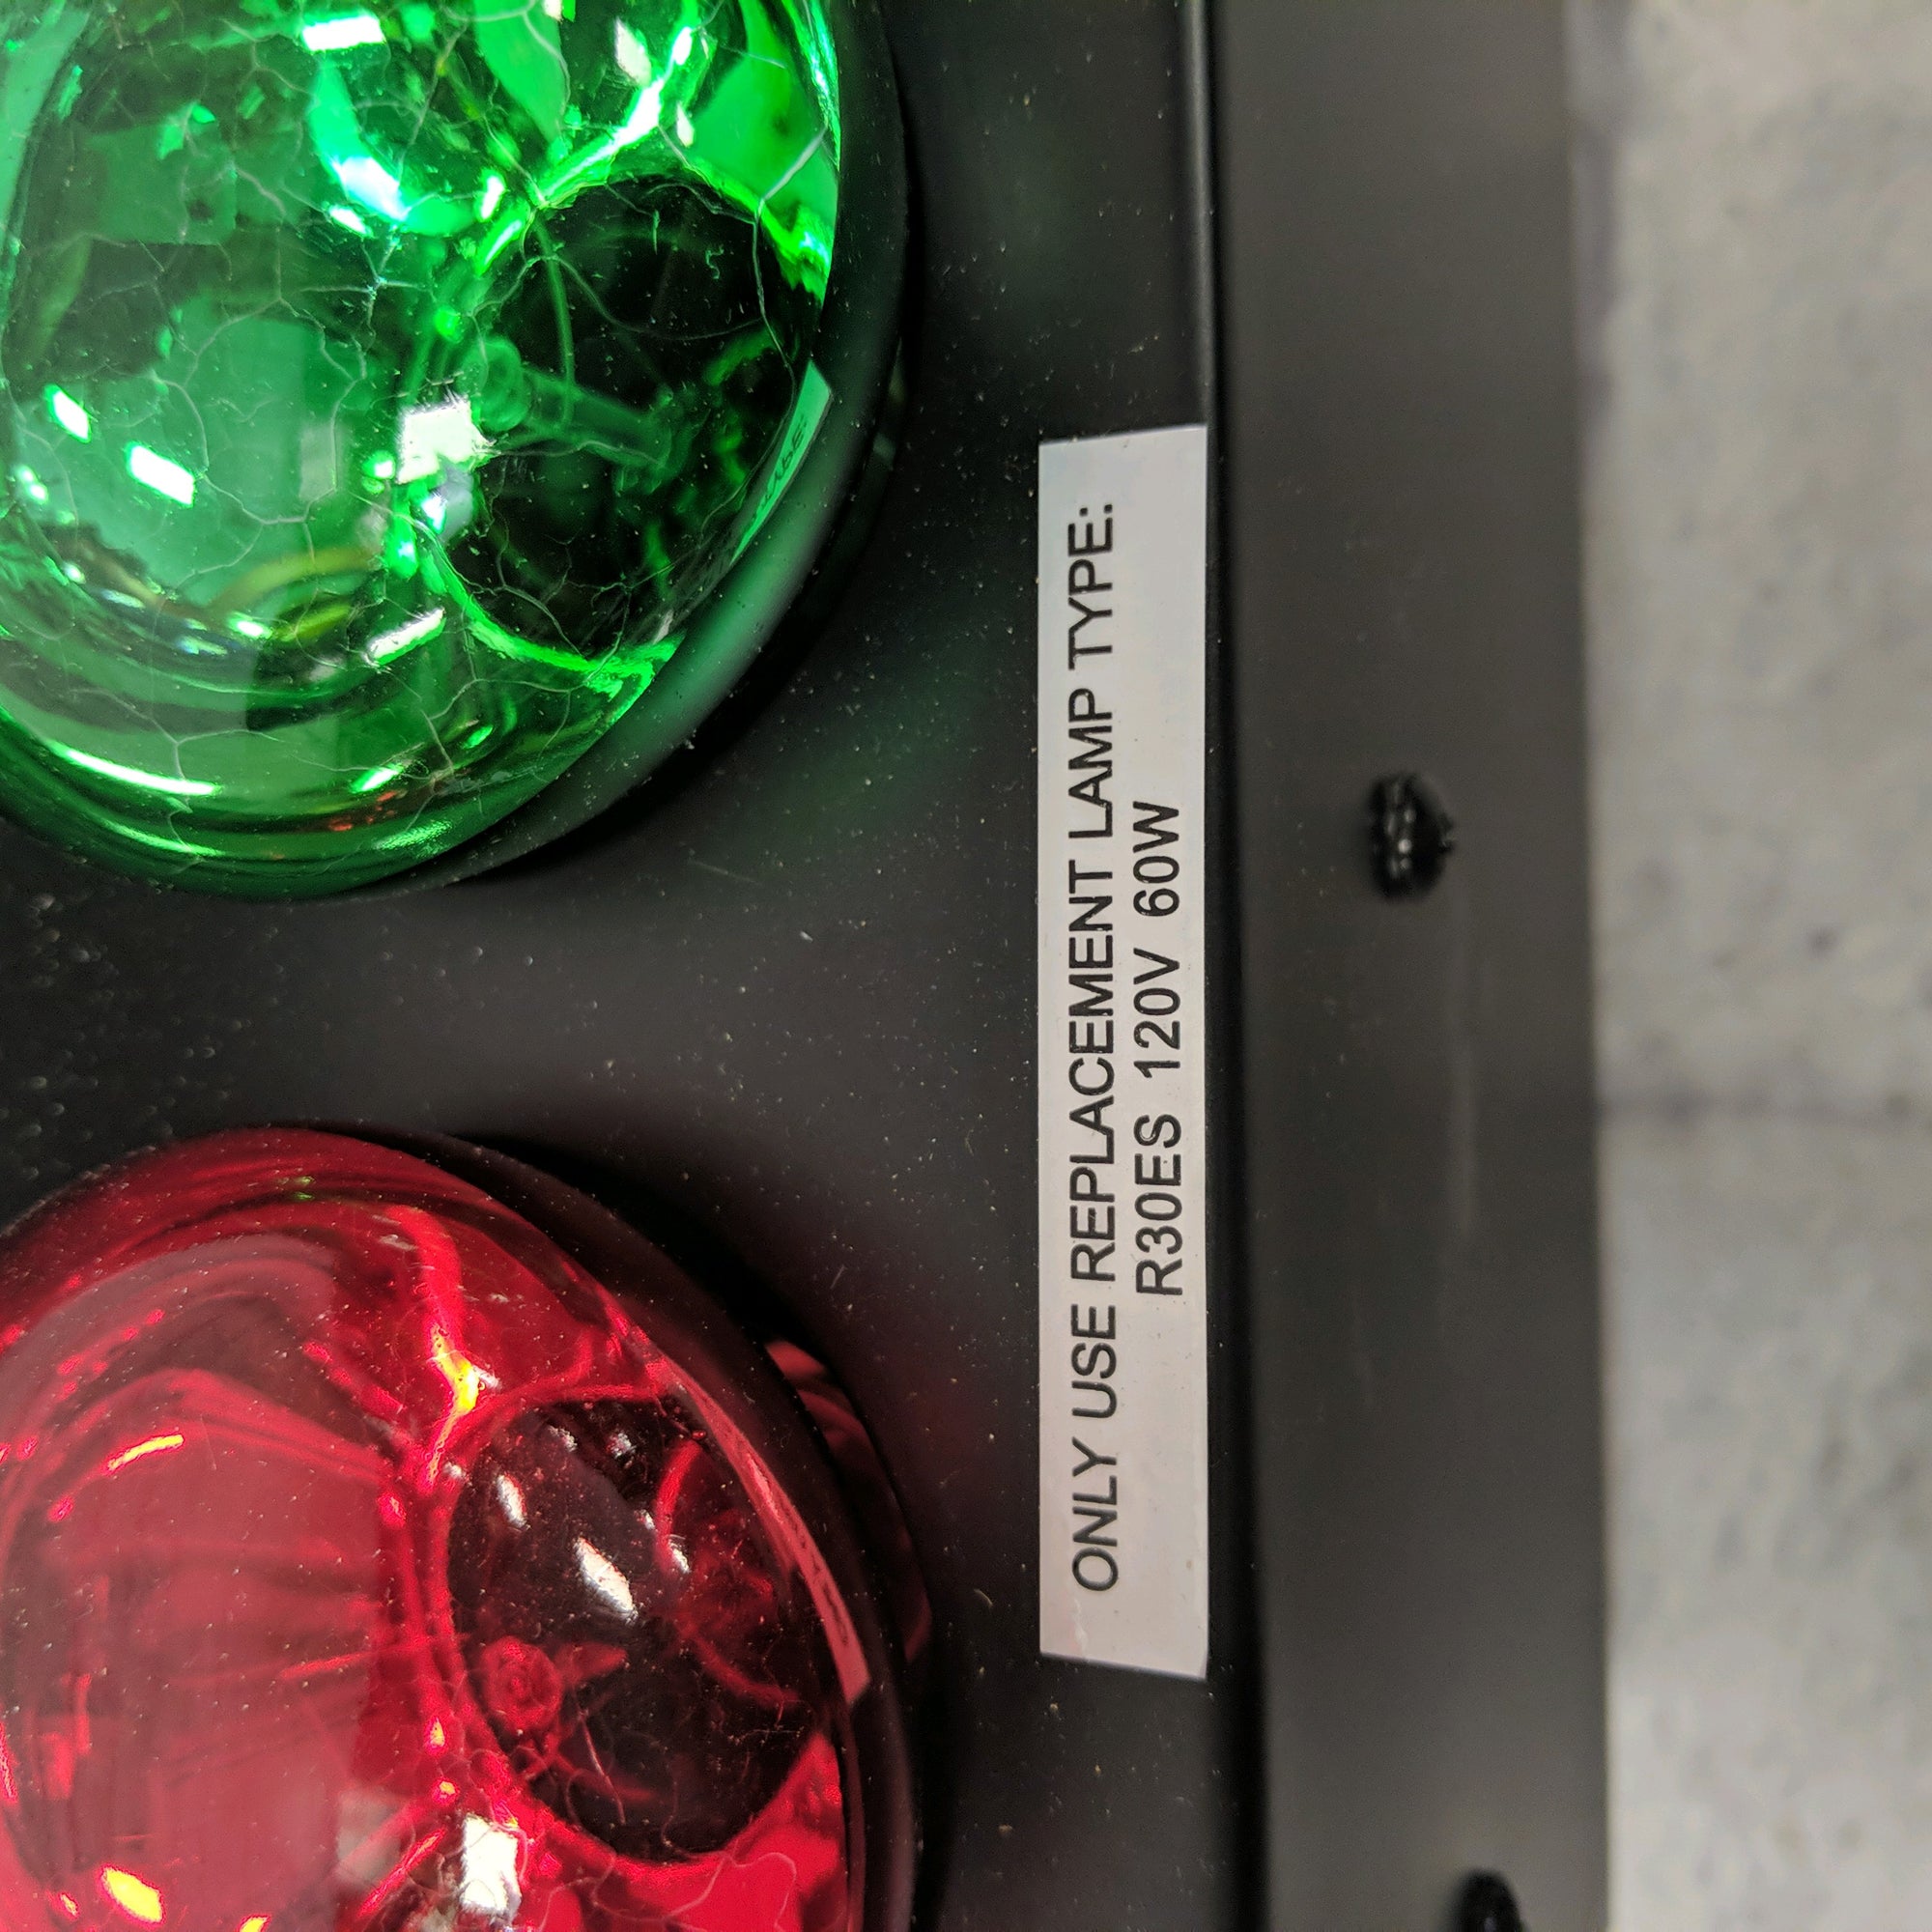 ONLY USE REPLACEMENT LAMP TYPE:
R30ES 120V 60W